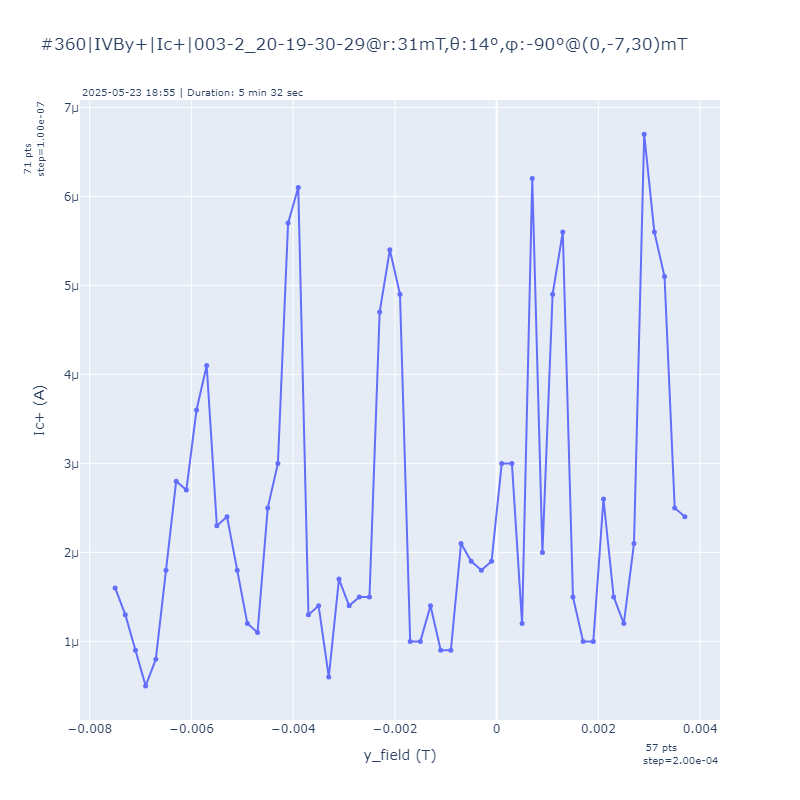 #360|IVBy+|Ic+|003-2_20-19-30-29@r:31mT,θ:14º,φ:-90º@(0,-7,30)mT
2025-05-23 18:55 | Duration: 5 min 32 sec
71 pts
step=1.00e-07
7μ
6μ
5μ
4μ
3μ
2μ
1μ
Ic+ (A)
−0.008
−0.006
−0.004
−0.002
0
0.002
0.004
y_field (T)
57 pts
step=2.00e-04